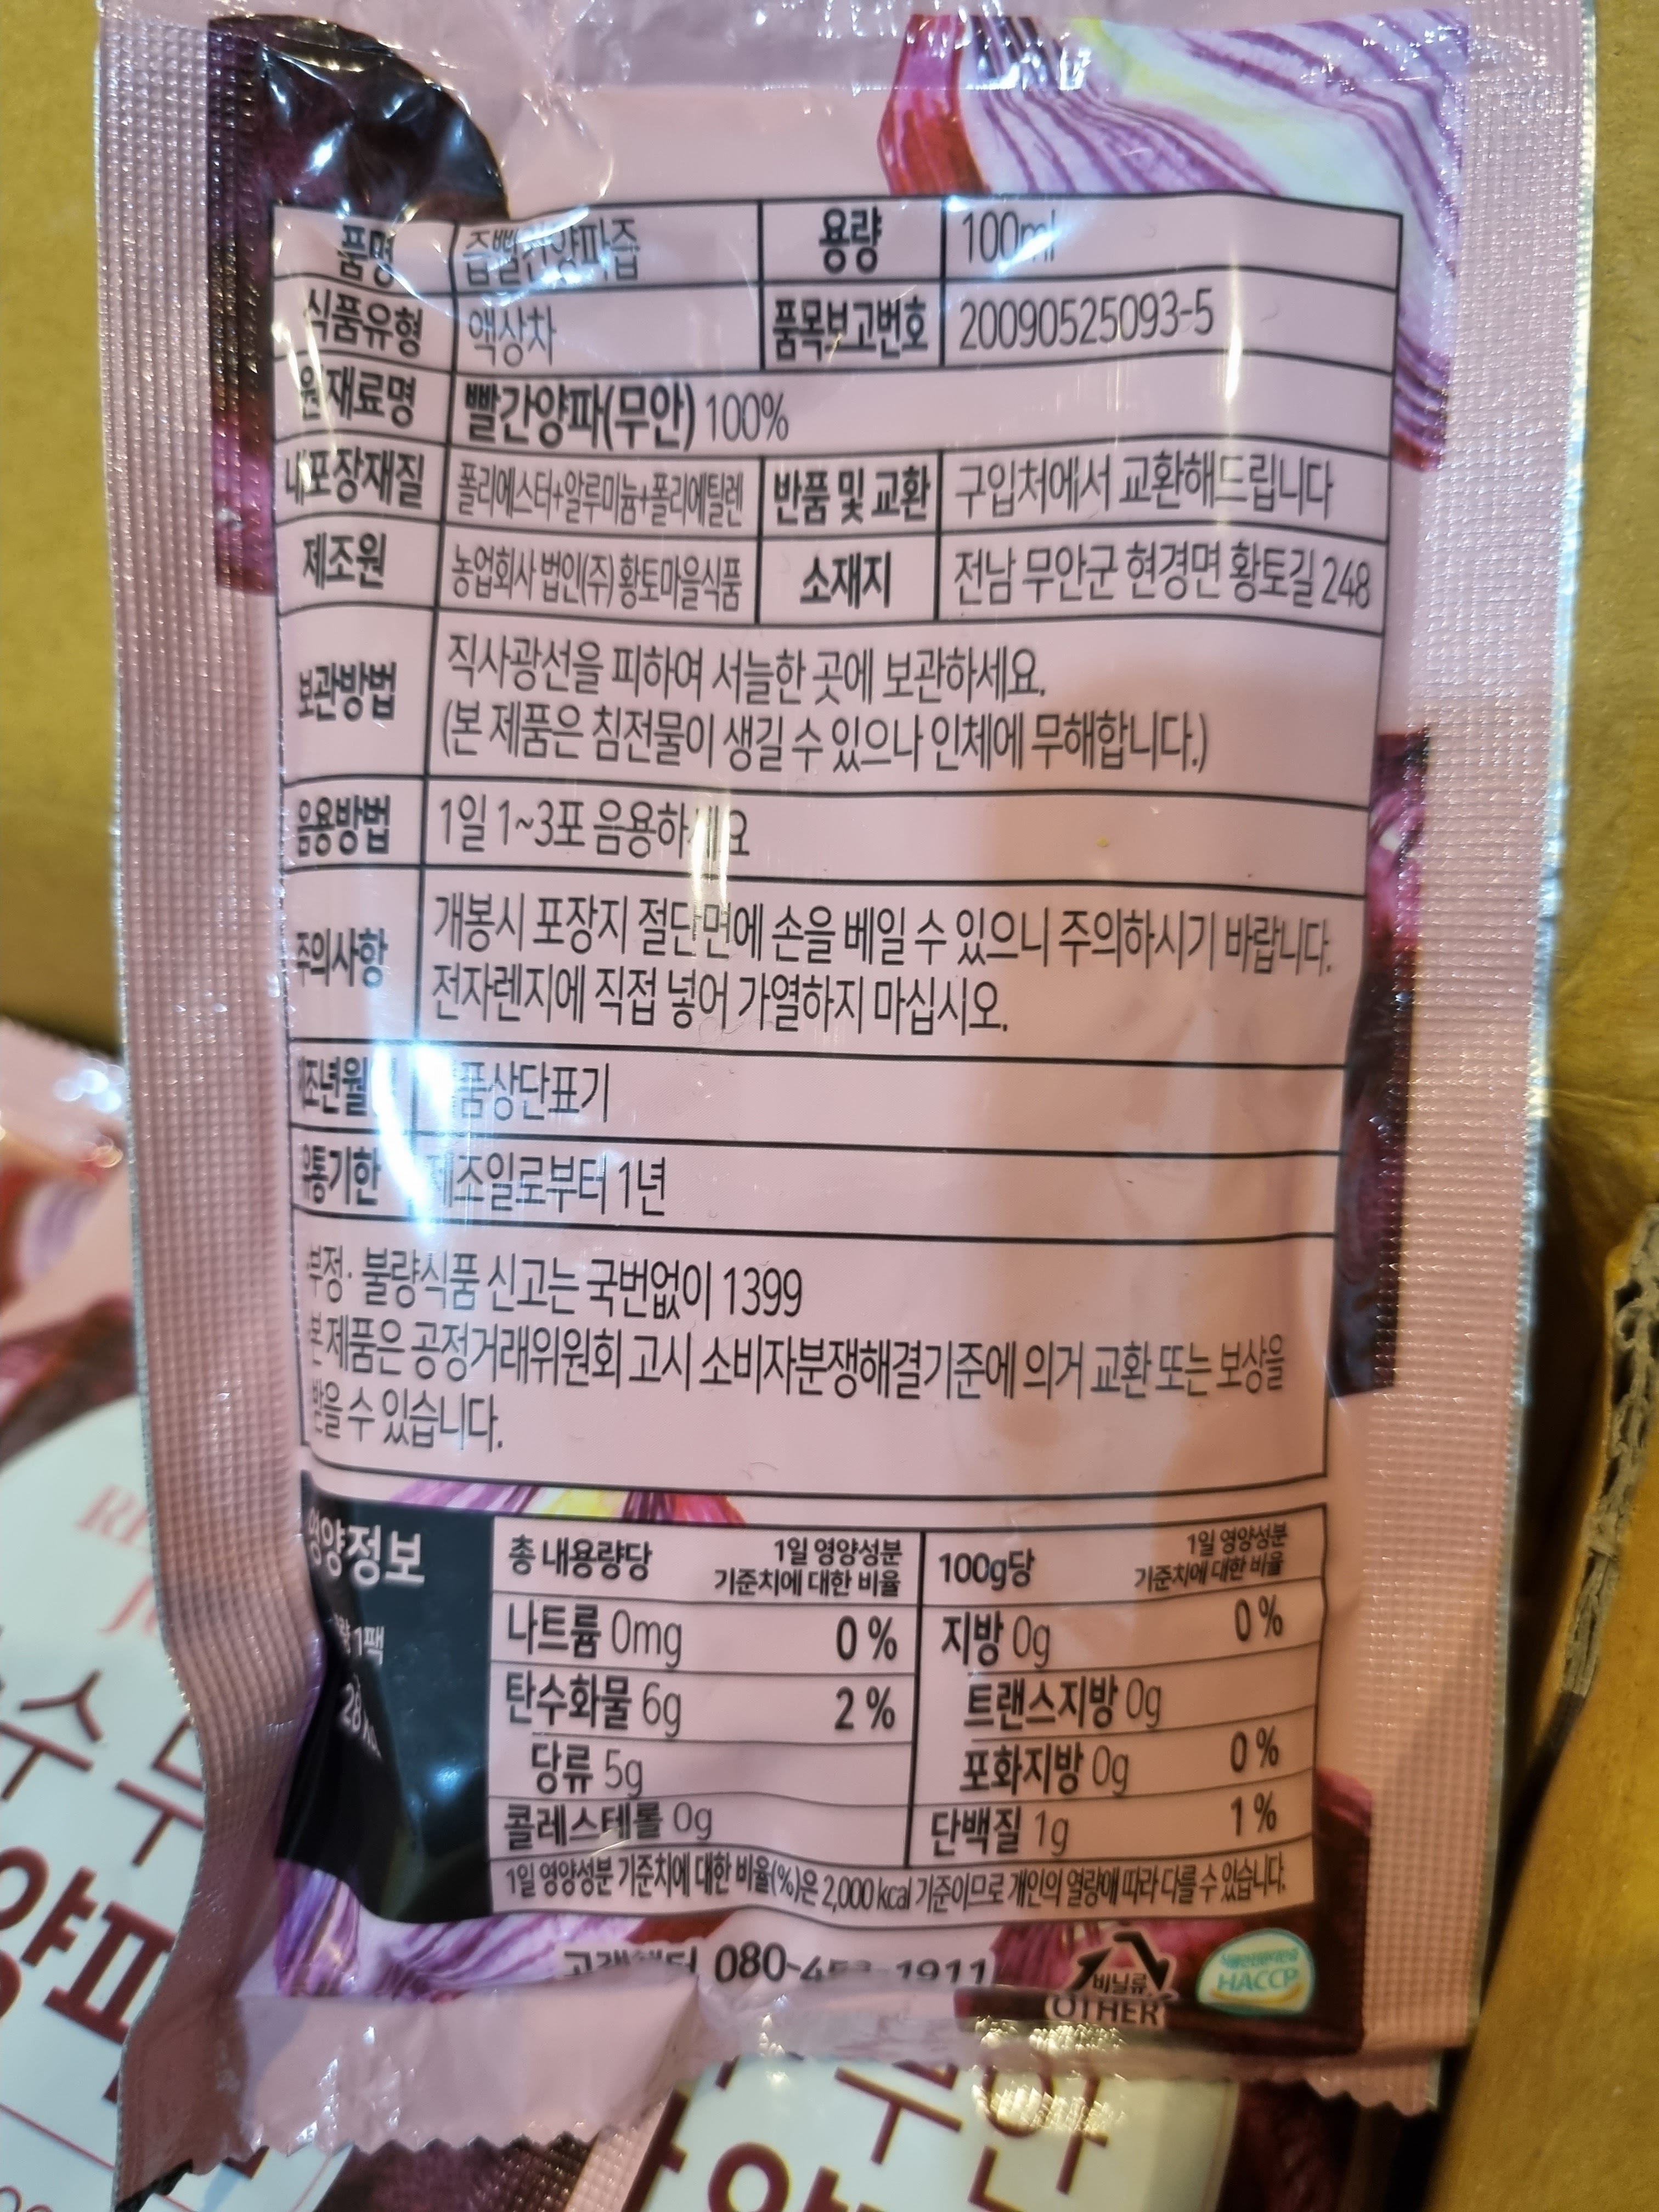 품명 즙빨간양파즙 용량 100ml
식품유형 액상차 품목보고번호 20090525093-5
원재료명 빨간양파(무안) 100%
내포장재질 폴리에스터+알루미늄+폴리에틸렌 반품 및 교환 구입처에서 교환해드립니다
제조원 농업회사 법인(주) 황토마을식품 소재지 전남 무안군 현경면 황토길 248
보관방법 직사광선을 피하여 서늘한 곳에 보관하세요.
(본 제품은 침전물이 생길 수 있으나 인체에 무해합니다.)
음용방법 1일 1~3포 음용하세요
주의사항 개봉시 포장지 절단면에 손을 베일 수 있으니 주의하시기 바랍니다.
전자렌지에 직접 넣어 가열하지 마십시오.
품상단표기
유통기한 제조일로부터 1년
부정·불량식품 신고는 국번없이 1399
본 제품은 공정거래위원회 고시 소비자분쟁해결기준에 의거 교환 또는 보상을
받을 수 있습니다.
영양정보
1팩
총 내용량당 1일 영양성분
기준치에 대한 비율
나트륨 0mg 0%
탄수화물 6g 2%
당류 5g
콜레스테롤 0g
100g당 1일 영양성분
기준치에 대한 비율
지방 0g 0%
트랜스지방 0g
포화지방 0g 0%
단백질 1g 1%
1일 영양성분 기준치에 대한 비율(%)은 2,000 kcal 기준이므로 개인의 열량에 따라 다를 수 있습니다.
080- 1911
비닐류
OTHER
HACCP
무안